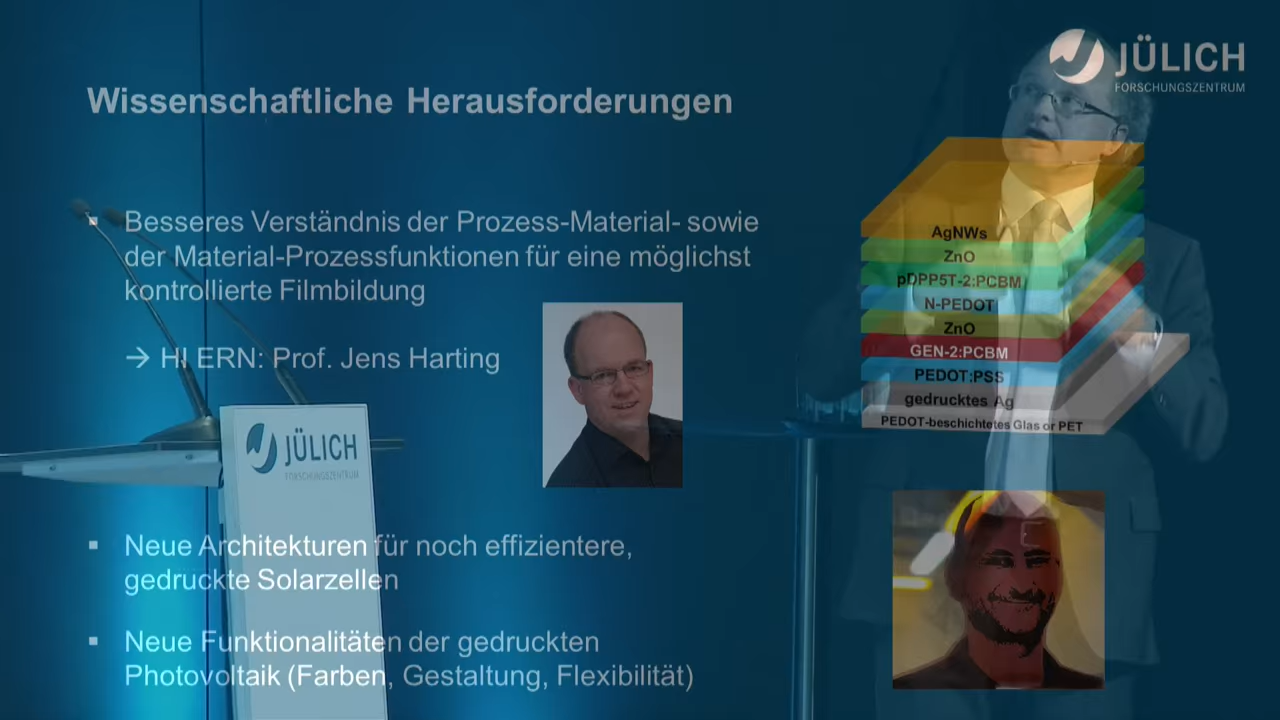 JÜLICH
FORSCHUNGSZENTRUM
Wissenschaftliche Herausforderungen
Besseres Verständnis der Prozess-Material- sowie
der Material-Prozessfunktionen für eine möglichst
kontrollierte Filmbildung
→ HI ERN: Prof. Jens Harting
AgNWs
ZnO
pDPP5T-2:PCBM
N-PEDOT
ZnO
GEN-2:PCBM
PEDOT:PSS
gedrucktes Ag
PEDOT-beschichtetes Glas or PET
JÜLICH
FORSCHUNGSZENTRUM
Neue Architekturen für noch effizientere,
gedruckte Solarzellen
Neue Funktionalitäten der gedruckten
Photovoltaik (Farben, Gestaltung, Flexibilität)